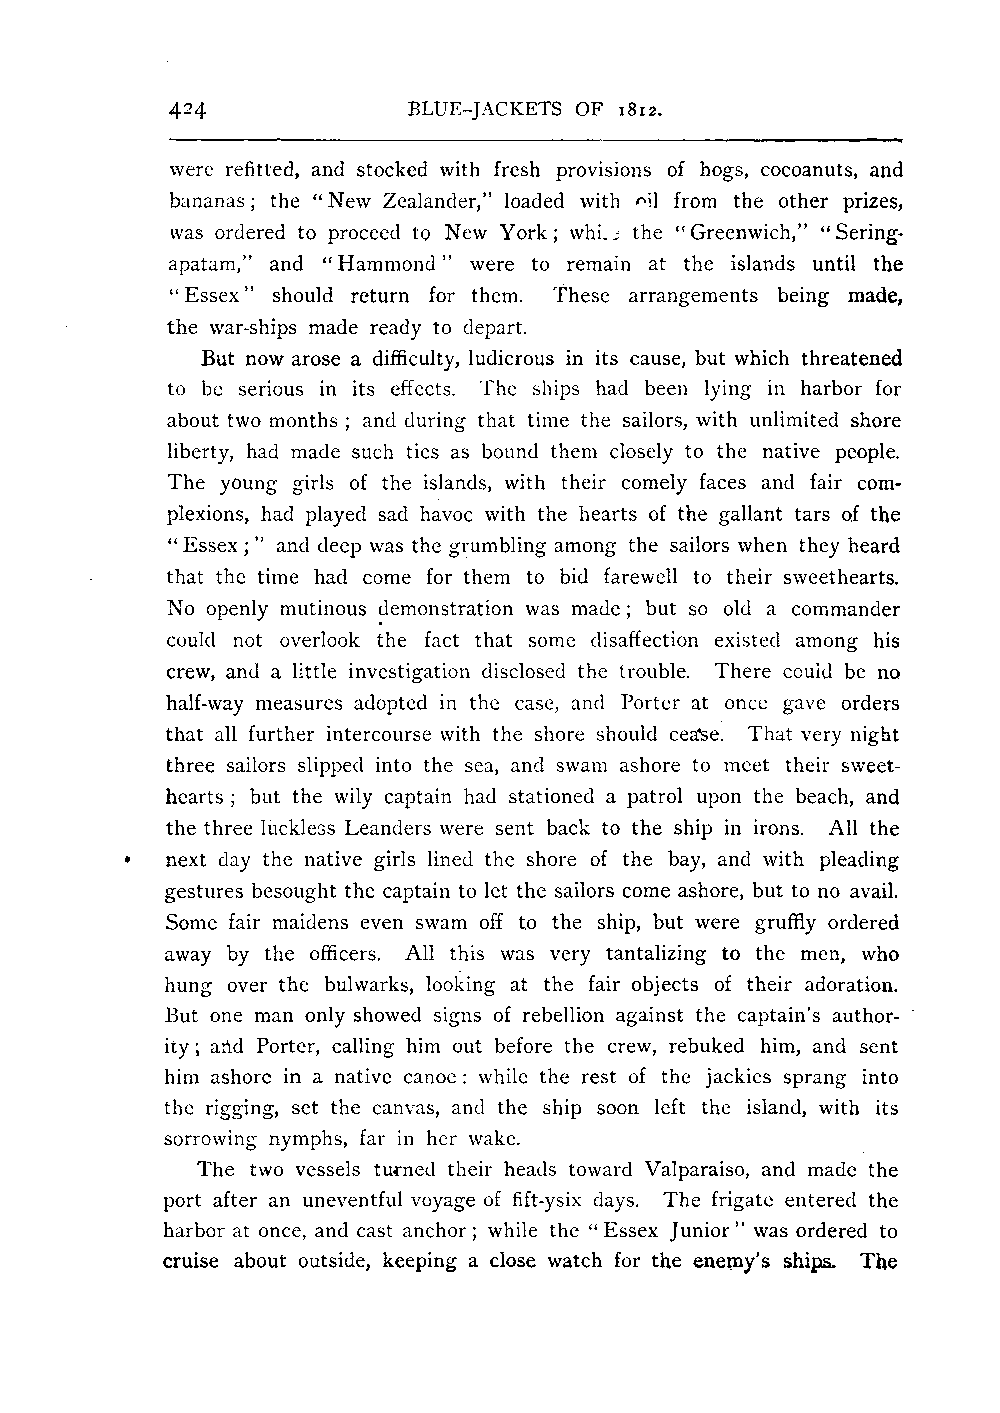 424 BLUE-JACKETS OF 1812.
were refitted, and stocked with fresh provisions of hogs, cocoanuts, and
bananas; the “New Zealander,” loaded with oil from the other prizes,
was ordered to proceed to New York; while the “Greenwich,” “Sering-
apatam,” and “Hammond” were to remain at the islands until the
“Essex” should return for them. These arrangements being made,
the war-ships made ready to depart.
But now arose a difficulty, ludicrous in its cause, but which threatened
to be serious in its effects. The ships had been lying in harbor for
about two months; and during that time the sailors, with unlimited shore
liberty, had made such ties as bound them closely to the native people.
The young girls of the islands, with their comely faces and fair com-
plexions, had played sad havoc with the hearts of the gallant tars of the
“Essex;” and deep was the grumbling among the sailors when they heard
that the time had come for them to bid farewell to their sweethearts.
No openly mutinous demonstration was made; but so old a commander
could not overlook the fact that some disaffection existed among his
crew, and a little investigation disclosed the trouble. There could be no
half-way measures adopted in the case, and Porter at once gave orders
that all further intercourse with the shore should cease. That very night
three sailors slipped into the sea, and swam ashore to meet their sweet-
hearts; but the wily captain had stationed a patrol upon the beach, and
the three luckless Leanders were sent back to the ship in irons. All the
next day the native girls lined the shore of the bay, and with pleading
gestures besought the captain to let the sailors come ashore, but to no avail.
Some fair maidens even swam off to the ship, but were gruffly ordered
away by the officers. All this was very tantalizing to the men, who
hung over the bulwarks, looking at the fair objects of their adoration.
But one man only showed signs of rebellion against the captain's author-
ity; and Porter, calling him out before the crew, rebuked him, and sent
him ashore in a native canoe: while the rest of the jackies sprang into
the rigging, set the canvas, and the ship soon left the island, with its
sorrowing nymphs, far in her wake.
The two vessels turned their heads toward Valparaiso, and made the
port after an uneventful voyage of fift-ysix days. The frigate entered the
harbor at once, and cast anchor; while the “Essex Junior” was ordered to
cruise about outside, keeping a close watch for the enemy's ships. The